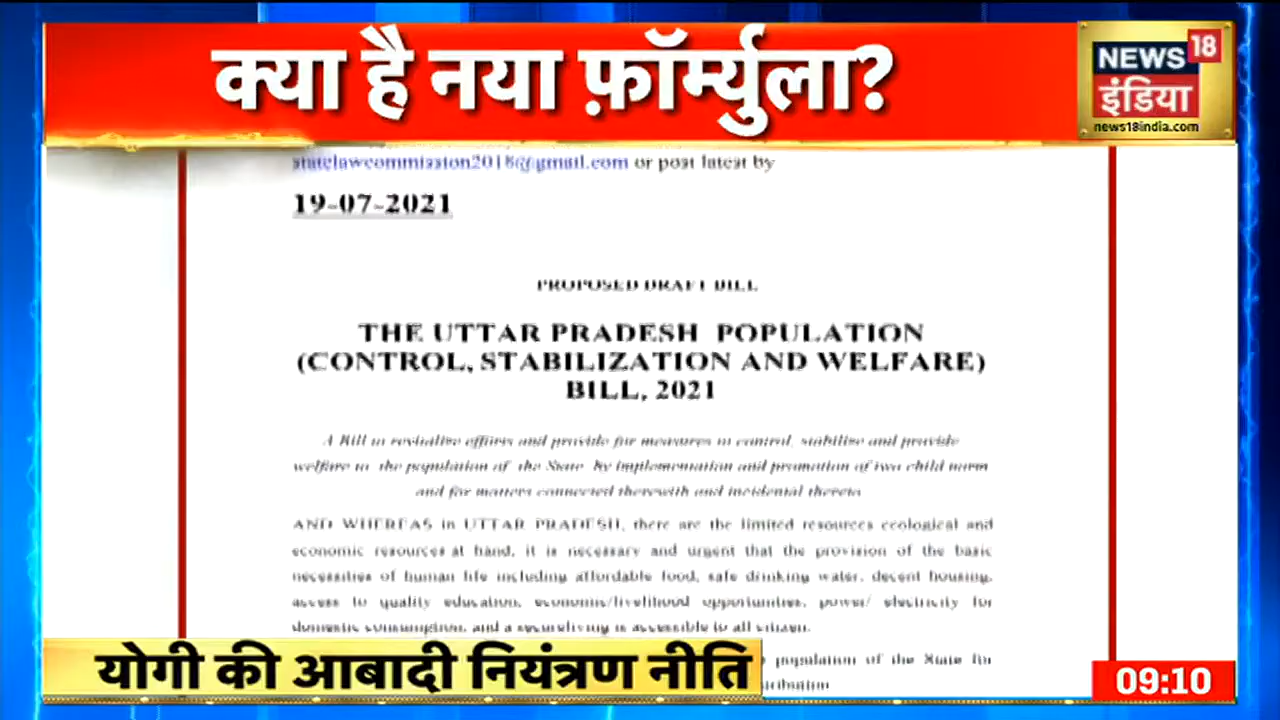 क्या है नया फ़ॉर्म्युला?
NEWS 18
इंडिया
news18india.com
statelawcommission2018@gmail.com or post latest by
19-07-2021
PROPOSED DRAFT BILL
THE UTTAR PRADESH POPULATION
(CONTROL, STABILIZATION AND WELFARE)
BILL, 2021
A Bill to revitalize efforts and provide for measures to control, stabilize and provide
welfare to the population of the State by implementation and promotion of two child norm
and for matters connected therewith and incidental thereto
AND WHEREAS in UTTAR PRADESH, there are the limited resources ecological and
economic resources at hand, it is necessary and urgent that the provision of the basic
necessities of human life including affordable food, safe drinking water, decent housing,
access to quality education, economic/livelihood opportunities, power/ electricity for
domestic consumption, and a secure living is accessible to all citizen.
population of the State for
योगी की आबादी नियंत्रण नीति
09:10